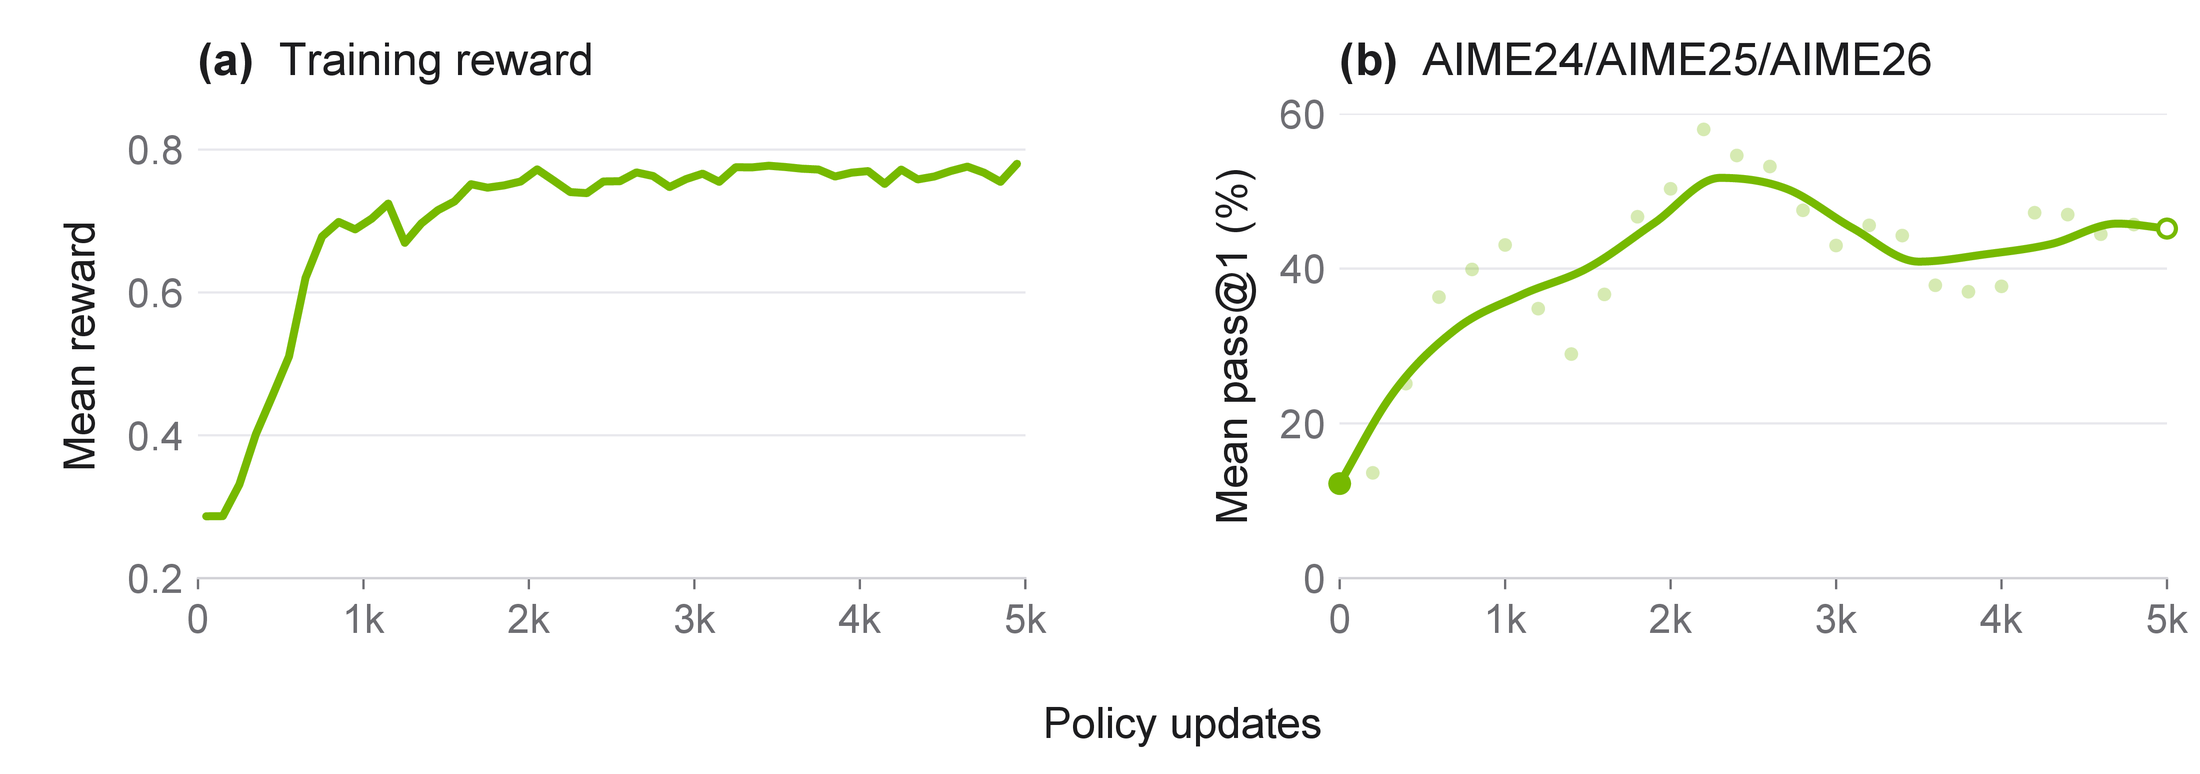 (a) Training reward
Mean reward
0.8
0.6
0.4
0.2
0 1k 2k 3k 4k 5k
(b) AIME24/AIME25/AIME26
Mean pass@1 (%)
60
40
20
0
0 1k 2k 3k 4k 5k
Policy updates